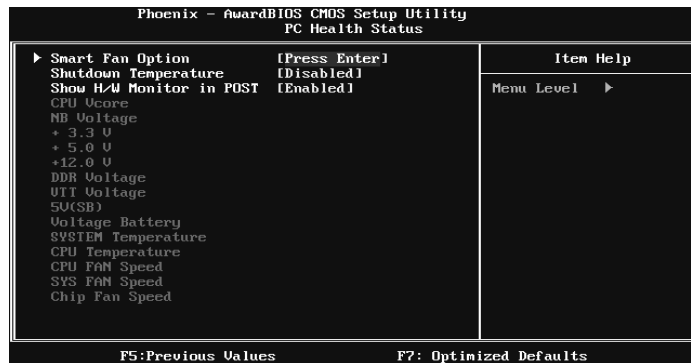 Phoenix - AwardBIOS CMOS Setup Utility
PC Health Status
Smart Fan Option [Press Enter]
Shutdown Temperature [Disabled]
Show H/W Monitor in POST [Enabled]
CPU Vcore
NB Voltage
+ 3.3 V
+ 5.0 V
+12.0 V
DDR Voltage
VTT Voltage
5V(SB)
Voltage Battery
SYSTEM Temperature
CPU Temperature
CPU FAN Speed
SYS FAN Speed
Chip Fan Speed
Item Help
Menu Level
F5:Previous Values F7: Optimized Defaults